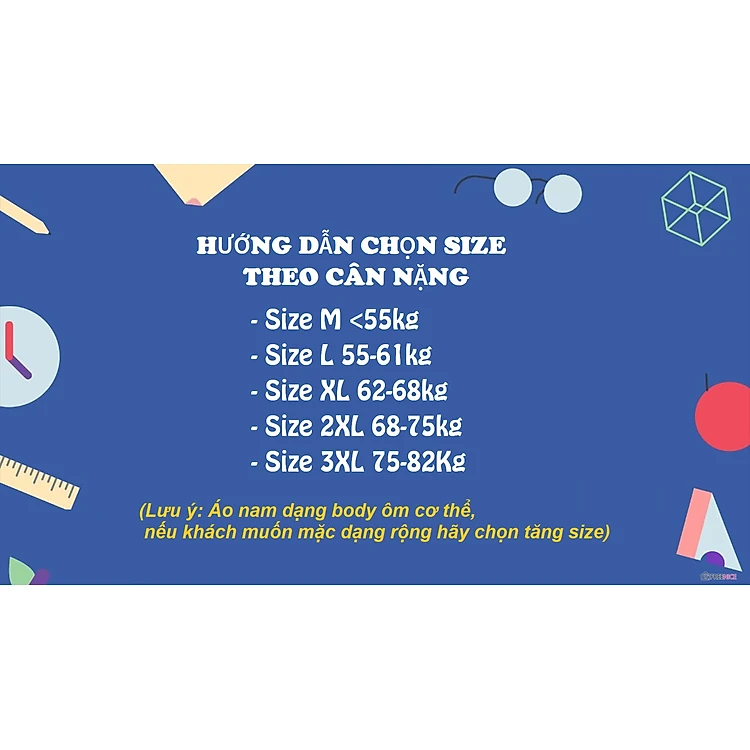 HƯỚNG DẪN CHỌN SIZE
THEO CÂN NẶNG
- Size M <55kg
- Size L 55-61kg
- Size XL 62-68kg
- Size 2XL 68-75kg
- Size 3XL 75-82Kg
(Lưu ý: Áo nam dạng body ôm cơ thể,
nếu khách muốn mặc dạng rộng hãy chọn tăng size)